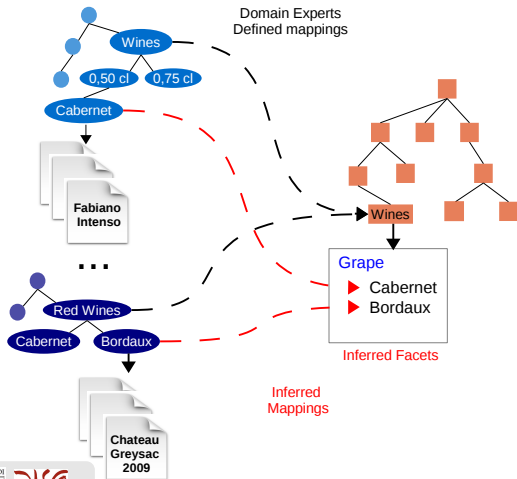 Domain Experts
Defined mappings
Wines
0,50 cl
0,75 cl
Cabernet
Fabiano
Intenso
...
Wines
Grape
Cabernet
Bordaux
Inferred Facets
Red Wines
Cabernet
Bordaux
Inferred
Mappings
Chateau
Greysac
2009